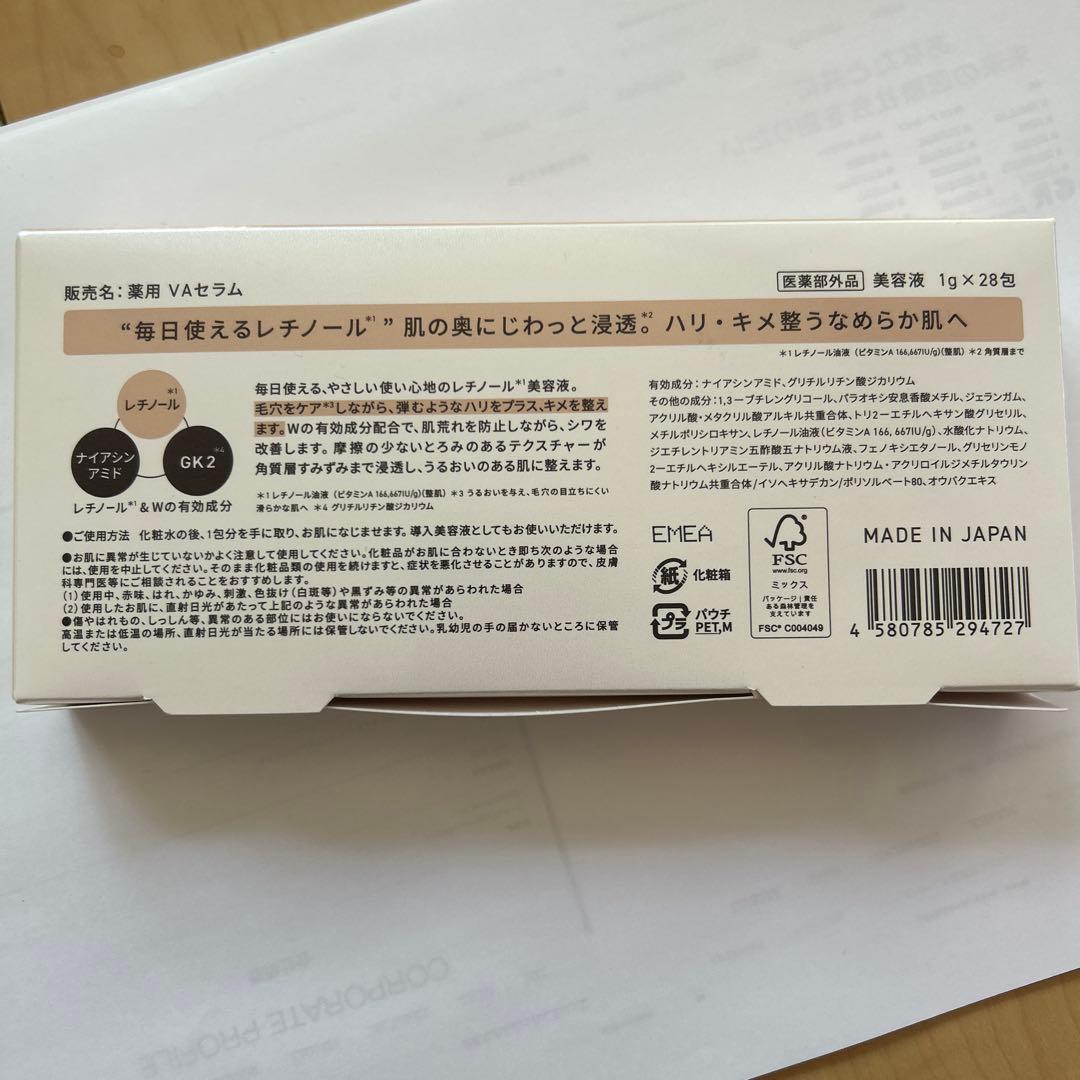 販売名:薬用 VAセラム
医薬部外品 美容液 1g×28包
“毎日使えるレチノール*1” 肌の奥にじわっと浸透。*2 ハリ・キメ整うなめらか肌へ
*1 レチノール油液(ビタミンA 166,667IU/g)(整肌) *2 角質層まで
*1
レチノール
ナイアシン
アミド
*4
GK2
レチノール*1&Wの有効成分
毎日使える、やさしい使い心地のレチノール*1美容液。
毛穴をケア*3しながら、弾むようなハリをプラス、キメを整え
ます。Wの有効成分配合で、肌荒れを防止しながら、シワを
改善します。摩擦の少ないとろみのあるテクスチャーが
角質層すみずみまで浸透し、うるおいのある肌に整えます。
*1 レチノール油液(ビタミンA 166,667IU/g)(整肌) *3 うるおいを与え、毛穴の目立ちにくい
滑らかな肌へ *4 グリチルリチン酸ジカリウム
有効成分:ナイアシンアミド、グリチルリチン酸ジカリウム
その他の成分:1,3-ブチレングリコール、パラオキシ安息香酸メチル、ジェランガム、
アクリル酸・メタクリル酸アルキル共重合体、トリ2-エチルヘキサン酸グリセリル、
メチルポリシロキサン、レチノール油液(ビタミンA 166,667IU/g)、水酸化ナトリウム、
ジエチレントリアミン五酢酸五ナトリウム液、フェノキシエタノール、グリセリンモノ
2-エチルヘキシルエーテル、アクリル酸ナトリウム・アクリロイルジメチルタウリン
酸ナトリウム共重合体/イソヘキサデカン/ポリソルベート80、オウバクエキス
●ご使用方法 化粧水の後、1包分を手に取り、お肌になじませます。導入美容液としてもお使いいただけます。
●お肌に異常が生じていないかよく注意して使用してください。化粧品がお肌に合わないとき即ち次のような場合
には、使用を中止してください。そのまま化粧品類の使用を続けますと、症状を悪化させることがありますので、皮膚
科専門医等にご相談されることをおすすめします。
(1)使用中、赤味、はれ、かゆみ、刺激、色抜け(白斑等)や黒ずみ等の異常があらわれた場合
(2)使用したお肌に、直射日光があたって上記のような異常があらわれた場合
●傷やはれもの、しっしん等、異常のある部位にはお使いにならないでください。
高温または低温の場所、直射日光が当たる場所には保管しないでください。乳幼児の手の届かないところに保管
してください。
EMEA
紙 化粧箱
プラ パウチ
PET,M
FSC
www.fsc.org
ミックス
パッケージ|責任
ある森林管理を
支えています
FSC® C004049
MADE IN JAPAN
4 580785 294727
CORPORATE PROFILE